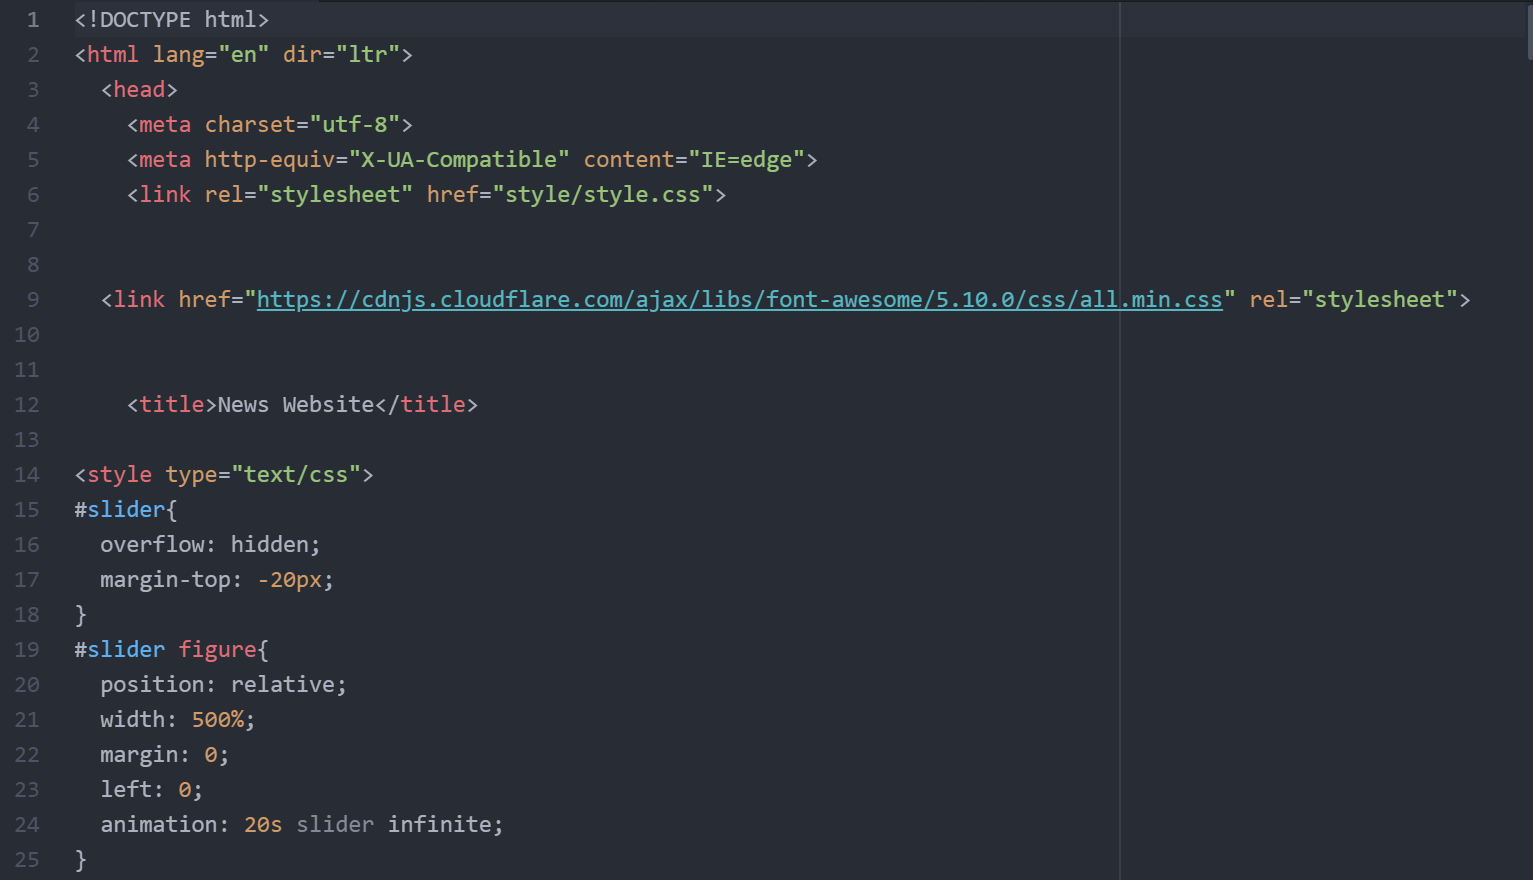 1 <!DOCTYPE html>
2 <html lang="en" dir="ltr">
3   <head>
4     <meta charset="utf-8">
5     <meta http-equiv="X-UA-Compatible" content="IE=edge">
6     <link rel="stylesheet" href="style/style.css">
7
8
9   <link href="https://cdnjs.cloudflare.com/ajax/libs/font-awesome/5.10.0/css/all.min.css" rel="stylesheet">
10
11
12     <title>News Website</title>
13
14 <style type="text/css">
15 #slider{
16   overflow: hidden;
17   margin-top: -20px;
18 }
19 #slider figure{
20   position: relative;
21   width: 500%;
22   margin: 0;
23   left: 0;
24   animation: 20s slider infinite;
25 }